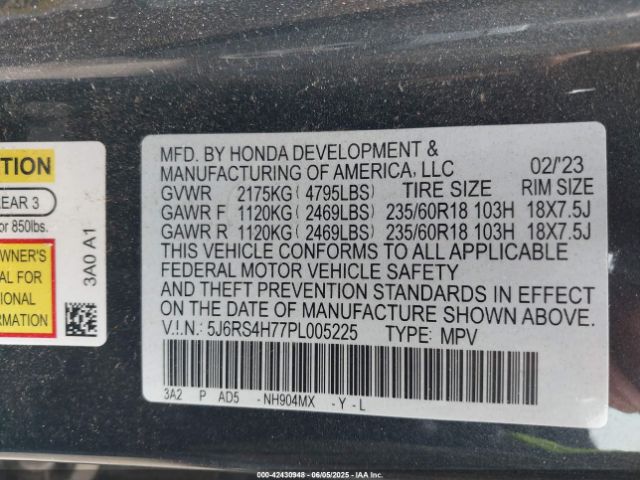 TION
EAR 3
or 850lbs.
WNER'S
AL FOR
IONAL
ORMATION
3A0 A1
MFD. BY HONDA DEVELOPMENT &
MANUFACTURING OF AMERICA, LLC 02/'23
GVWR 2175KG( 4795LBS) TIRE SIZE RIM SIZE
GAWR F 1120KG( 2469LBS) 235/60R18 103H 18X7.5J
GAWR R 1120KG( 2469LBS) 235/60R18 103H 18X7.5J
THIS VEHICLE CONFORMS TO ALL APPLICABLE
FEDERAL MOTOR VEHICLE SAFETY
AND THEFT PREVENTION STANDARDS IN EFFECT
ON THE DATE OF MANUFACTURE SHOWN ABOVE.
V.I.N.: 5J6RS4H77PL005225 TYPE: MPV
3A2 P AD5 -NH904MX -Y-L
000-42430948 - 06/05/2025 - IAA Inc.